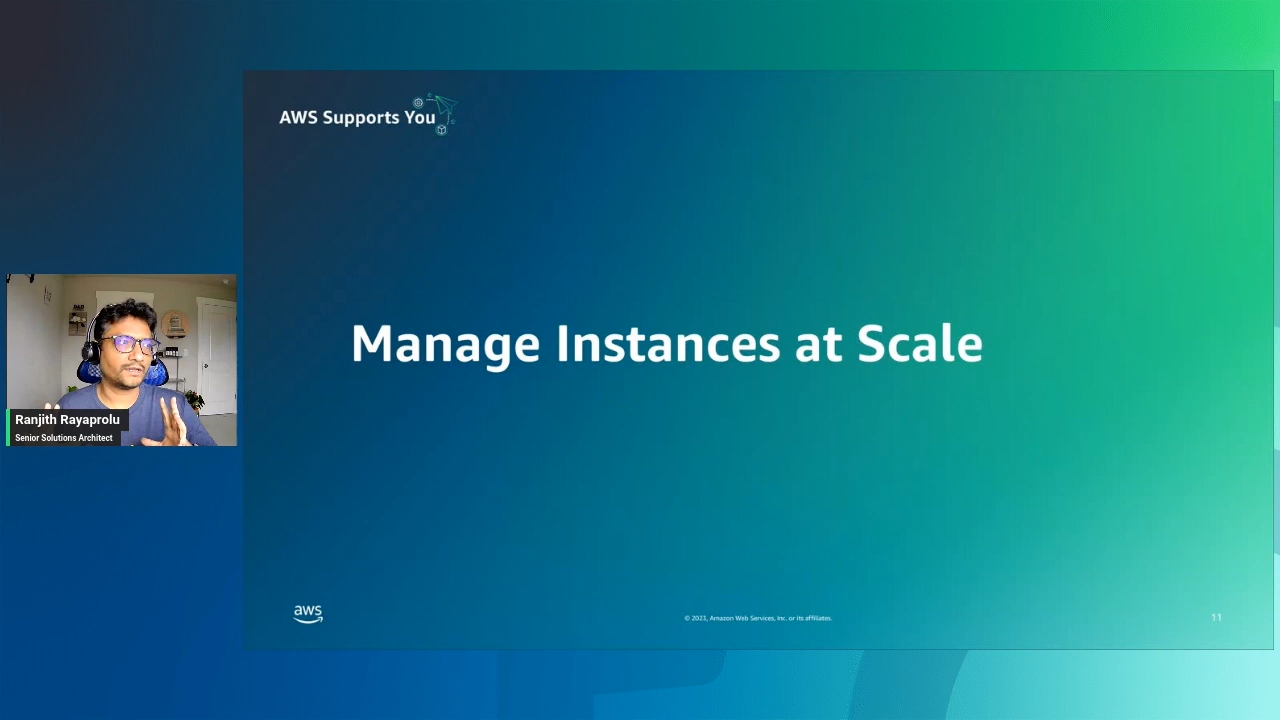 AWS Supports You
Manage Instances at Scale
Ranjith Rayaprolu
Senior Solutions Architect
aws
© 2023, Amazon Web Services, Inc. or its affiliates.
11